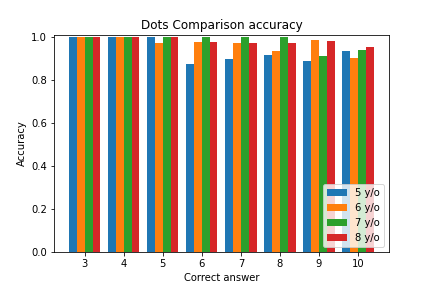 Dots Comparison accuracy
1.0
0.8
0.6
0.4
0.2
0.0
Accuracy
3 4 5 6 7 8 9 10
Correct answer
5 y/o
6 y/o
7 y/o
8 y/o